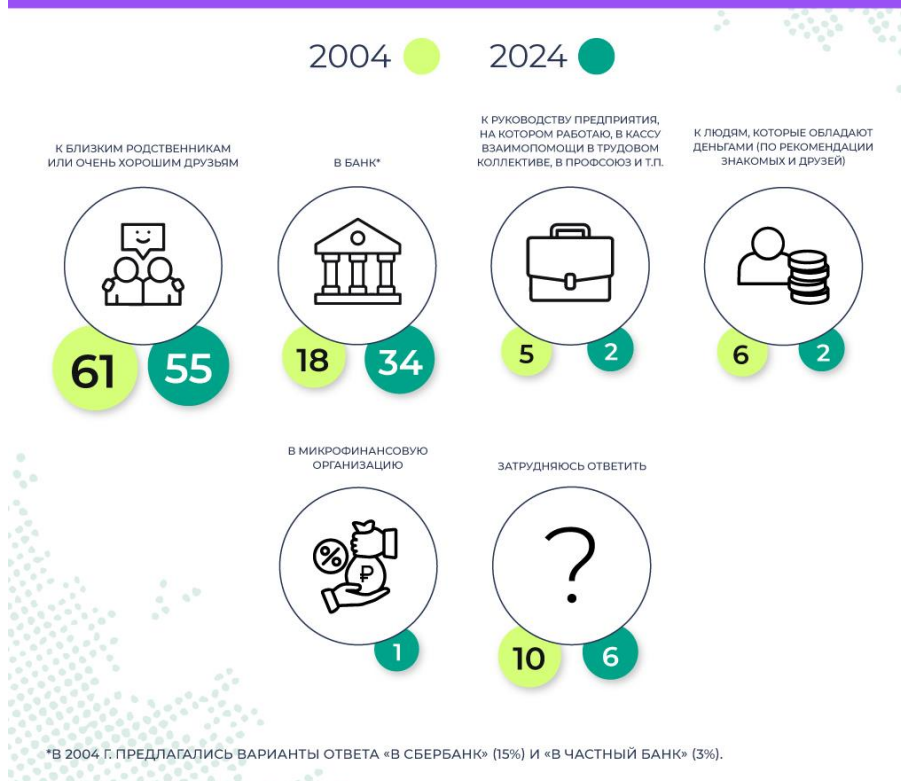 2004
2024
К БЛИЗКИМ РОДСТВЕННИКАМ
ИЛИ ОЧЕНЬ ХОРОШИМ ДРУЗЬЯМ
61
55
В БАНК*
18
34
К РУКОВОДСТВУ ПРЕДПРИЯТИЯ,
НА КОТОРОМ РАБОТАЮ, В КАССУ
ВЗАИМОПОМОЩИ В ТРУДОВОМ
КОЛЛЕКТИВЕ, В ПРОФСОЮЗ И Т.П.
5
2
К ЛЮДЯМ, КОТОРЫЕ ОБЛАДАЮТ
ДЕНЬГАМИ (ПО РЕКОМЕНДАЦИИ
ЗНАКОМЫХ И ДРУЗЕЙ)
6
2
В МИКРОФИНАНСОВУЮ
ОРГАНИЗАЦИЮ
%
₽
1
ЗАТРУДНЯЮСЬ ОТВЕТИТЬ
?
10
6
*В 2004 Г. ПРЕДЛАГАЛИСЬ ВАРИАНТЫ ОТВЕТА «В СБЕРБАНК» (15%) И «В ЧАСТНЫЙ БАНК» (3%).